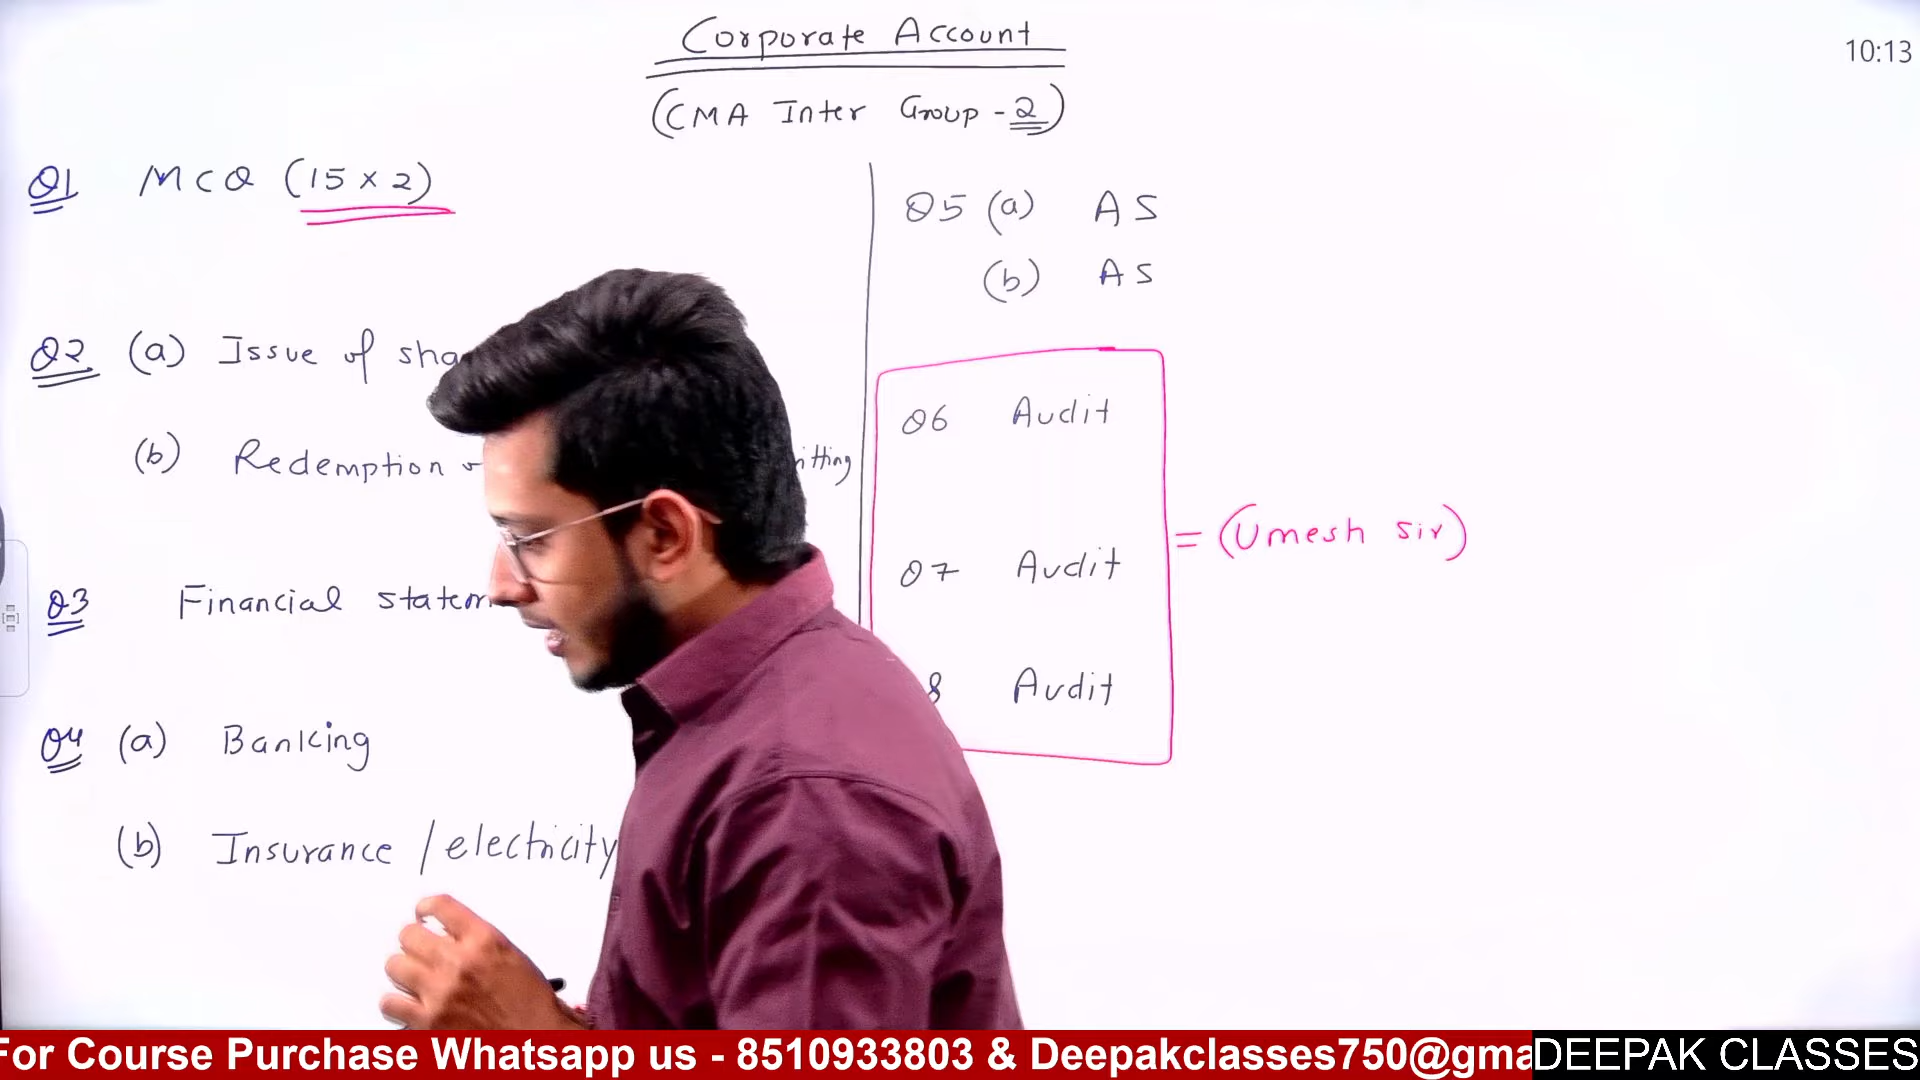 Corporate Account
(CMA Inter Group - 2)
10:13
Q1 MCQ (15 x 2)
Q2 (a) Issue of
(b) Redemption
Q3 Financial
Q4 (a) Banking
(b) Insurance / electricity
Q5 (a) AS
(b) AS
Q6 Audit
Q7 Audit
8 Audit
= (Umesh sir)
For Course Purchase Whatsapp us - 8510933803 & Deepakclasses750@gma
DEEPAK CLASSES